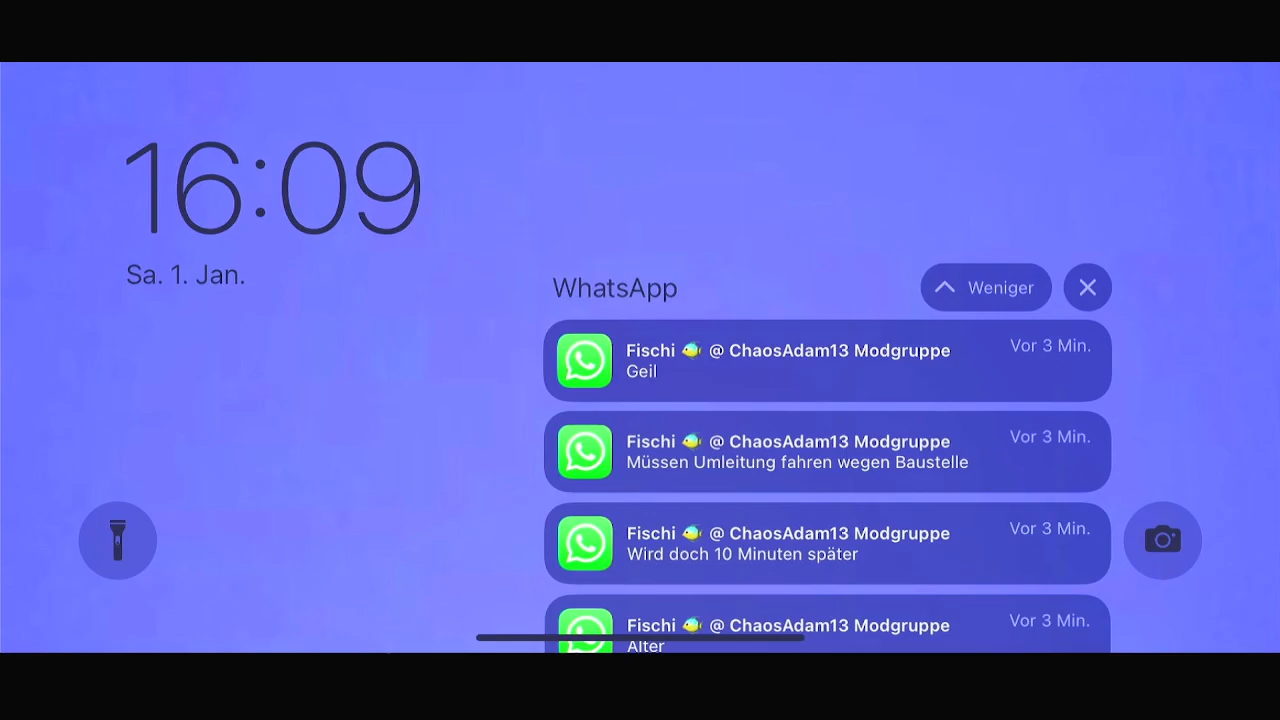 16:09
Sa. 1. Jan.
WhatsApp
Weniger
Fischi 🐠 @ ChaosAdam13 Modgruppe
Vor 3 Min.
Geil
Fischi 🐠 @ ChaosAdam13 Modgruppe
Vor 3 Min.
Müssen Umleitung fahren wegen Baustelle
Fischi 🐠 @ ChaosAdam13 Modgruppe
Vor 3 Min.
Wird doch 10 Minuten später
Fischi 🐠 @ ChaosAdam13 Modgruppe
Vor 3 Min.
Alter